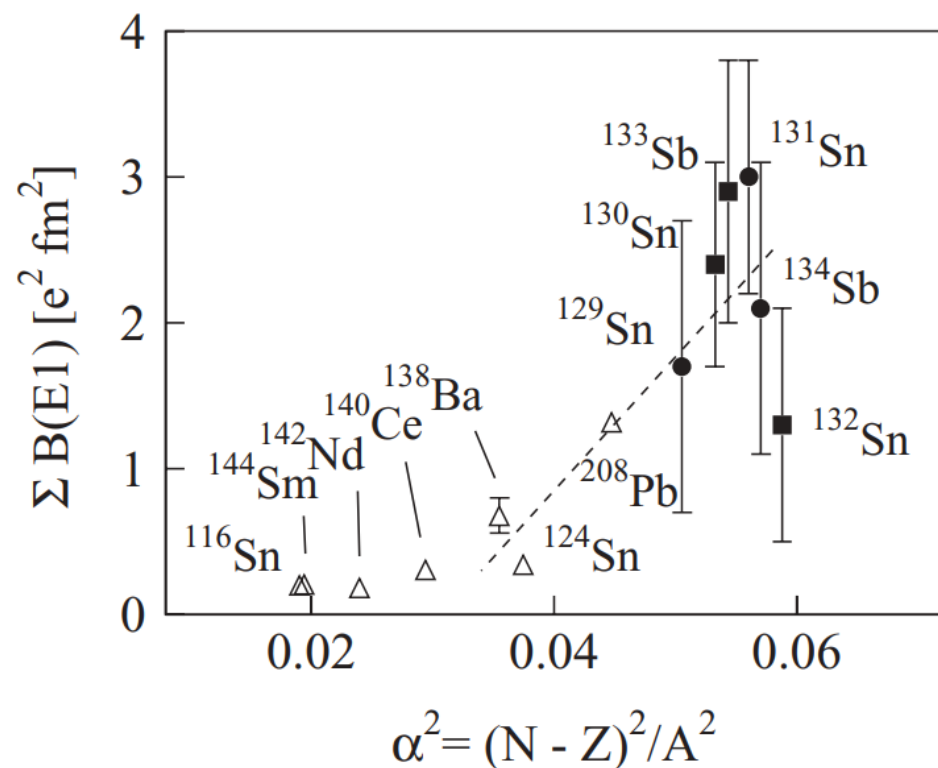 4
3
2
1
0
Σ B(E1) [e² fm²]
¹³³Sb
¹³¹Sn
¹³⁰Sn
¹³⁴Sb
¹²⁹Sn
¹³⁸Ba
¹⁴⁰Ce
¹⁴²Nd
¹³²Sn
¹⁴⁴Sm
²⁰⁸Pb
¹¹⁶Sn
¹²⁴Sn
0.02
0.04
0.06
α²= (N - Z)²/A²